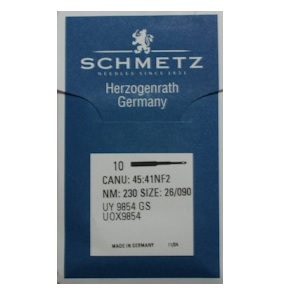 SCHMETZ
NEEDLES SINCE 1851
Herzogenrath
Germany
10
CANU: 45:41NF2
NM: 230 SIZE: 26/090
UY 9854 GS
UOX9854
MADE IN GERMANY